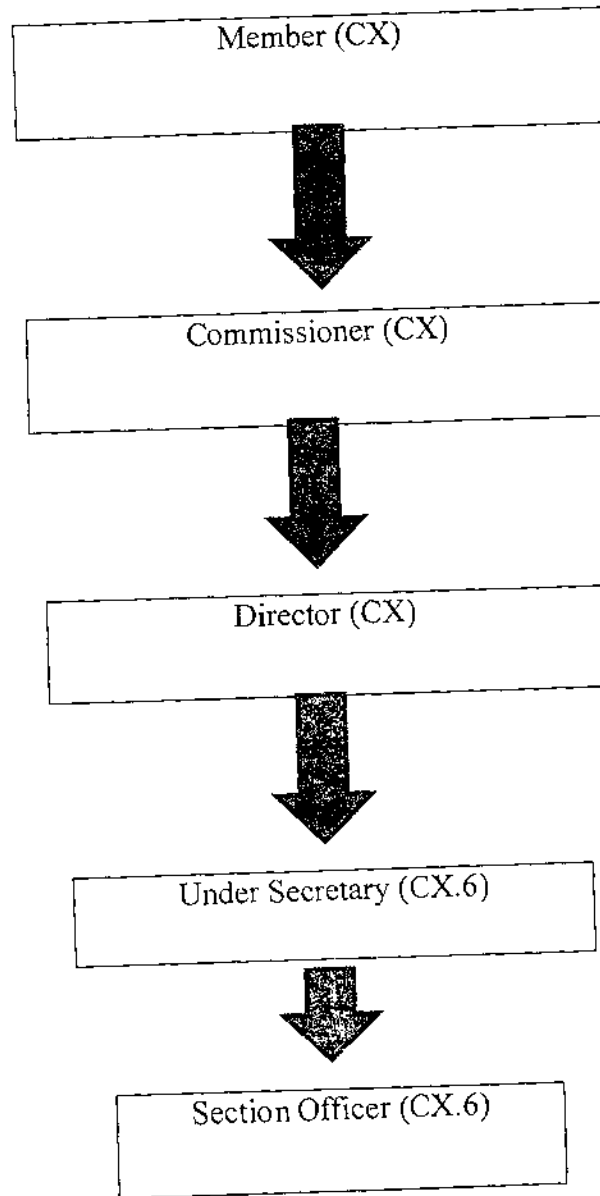 Member (CX)
Commissioner (CX)
Director (CX)
Under Secretary (CX.6)
Section Officer (CX.6)